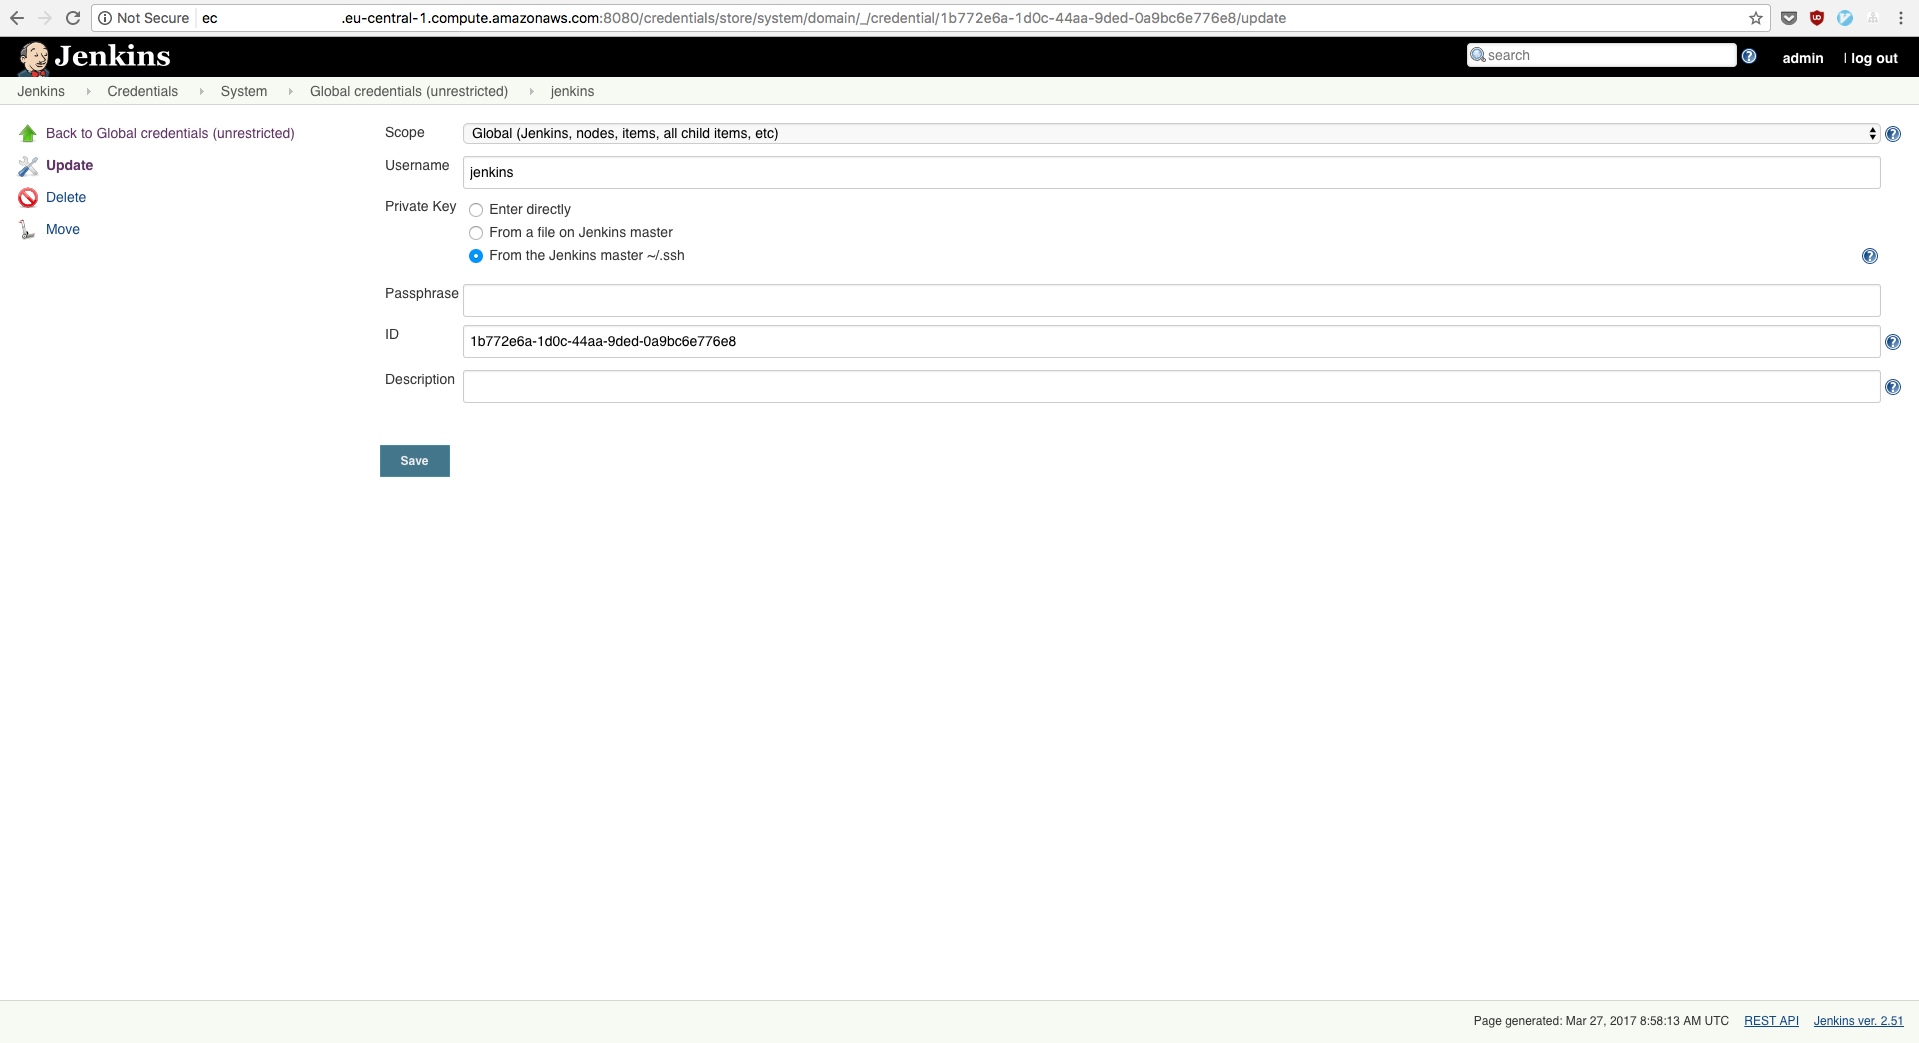 Not Secure ec .eu-central-1.compute.amazonaws.com:8080/credentials/store/system/domain/_/credential/1b772e6a-1d0c-44aa-9ded-0a9bc6e776e8/update
Jenkins
search
admin
| log out
Jenkins Credentials System Global credentials (unrestricted) jenkins
Back to Global credentials (unrestricted)
Update
Delete
Move
Scope Global (Jenkins, nodes, items, all child items, etc)
Username jenkins
Private Key
Enter directly
From a file on Jenkins master
From the Jenkins master ~/.ssh
Passphrase
ID 1b772e6a-1d0c-44aa-9ded-0a9bc6e776e8
Description
Save
Page generated: Mar 27, 2017 8:58:13 AM UTC REST API Jenkins ver. 2.51